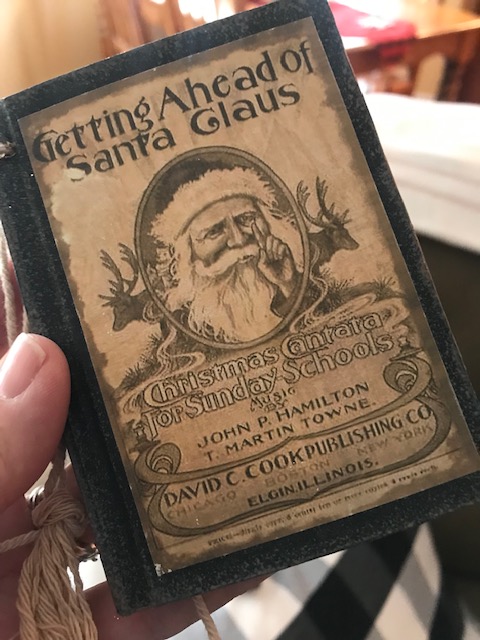 Getting Ahead of
Santa Claus
Christmas Cantata
for Sunday Schools
Music
BY
JOHN P. HAMILTON
T. MARTIN TOWNE.
DAVID C. COOK PUBLISHING CO
CHICAGO BOSTON NEW YORK
ELGIN, ILLINOIS.